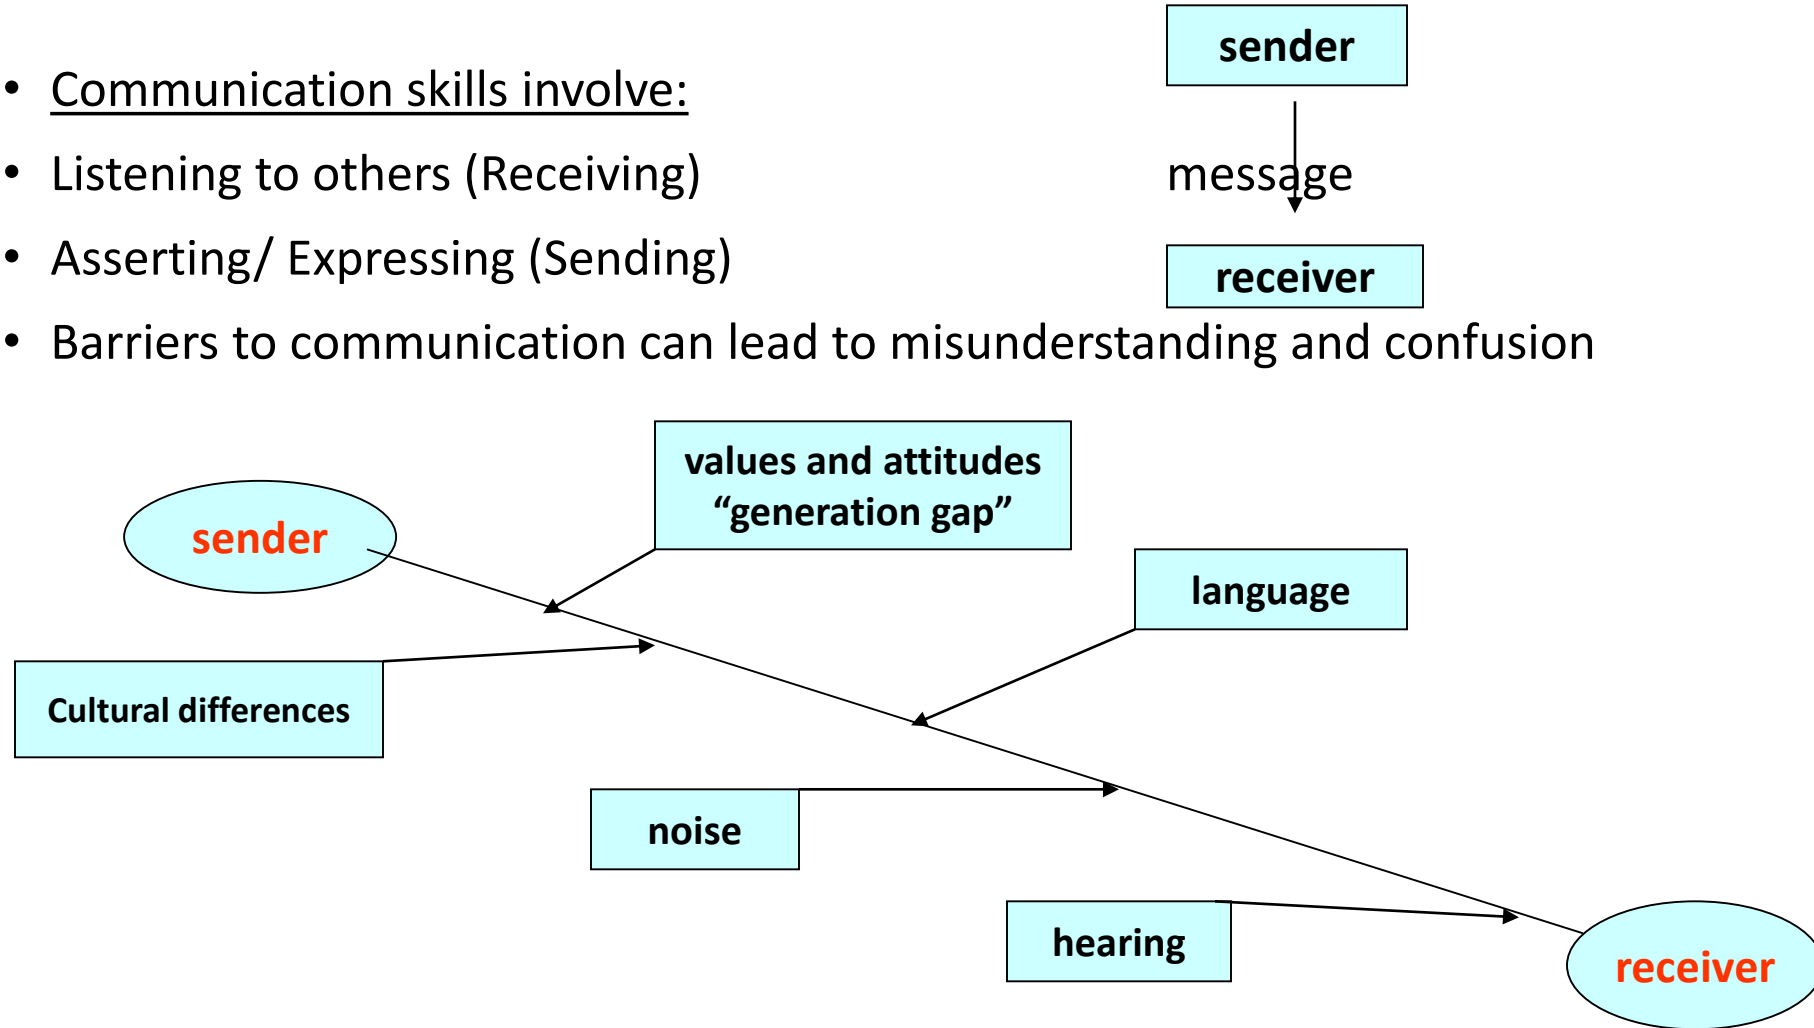 sender
• Communication skills involve:
• Listening to others (Receiving)
message
• Asserting/ Expressing (Sending)
receiver
• Barriers to communication can lead to misunderstanding and confusion
values and attitudes
“generation gap”
sender
language
Cultural differences
noise
hearing
receiver